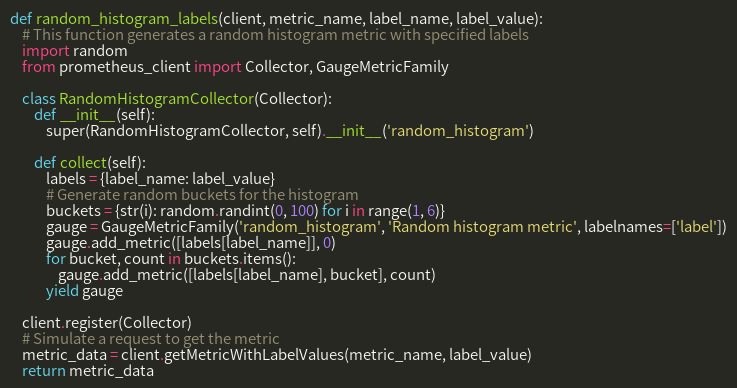 def random_histogram_labels(client, metric_name, label_name, label_value):
    # This function generates a random histogram metric with specified labels
    import random
    from prometheus_client import Collector, GaugeMetricFamily

    class RandomHistogramCollector(Collector):
        def __init__(self):
            super(RandomHistogramCollector, self).__init__('random_histogram')

        def collect(self):
            labels = {label_name: label_value}
            # Generate random buckets for the histogram
            buckets = {str(i): random.randint(0, 100) for i in range(1, 6)}
            gauge = GaugeMetricFamily('random_histogram', 'Random histogram metric', labelnames=['label'])
            gauge.add_metric([labels[label_name]], 0)
            for bucket, count in buckets.items():
                gauge.add_metric([labels[label_name], bucket], count)
            yield gauge

    client.register(Collector)
    # Simulate a request to get the metric
    metric_data = client.getMetricWithLabelValues(metric_name, label_value)
    return metric_data